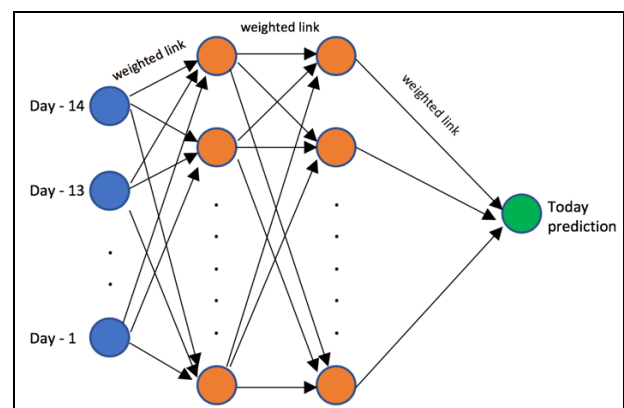 weighted link
weighted link
weighted link
Day - 14
Day - 13
Day - 1
Today
prediction